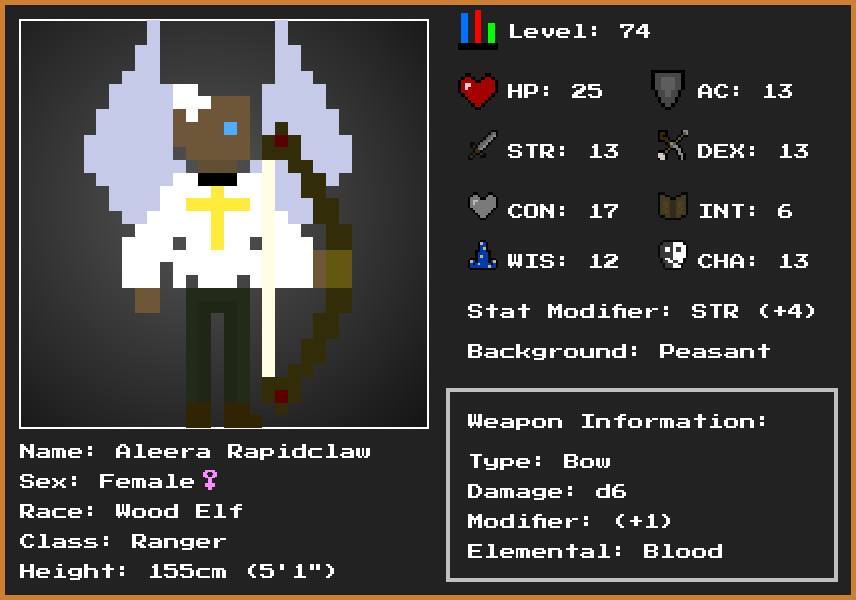 Level: 74
HP: 25 AC: 13
STR: 13 DEX: 13
CON: 17 INT: 6
WIS: 12 CHA: 13
Stat Modifier: STR (+4)
Background: Peasant
Weapon Information:
Type: Bow
Damage: d6
Modifier: (+1)
Elemental: Blood
Name: Aleera Rapidclaw
Sex: Female♀
Race: Wood Elf
Class: Ranger
Height: 155cm (5'1")